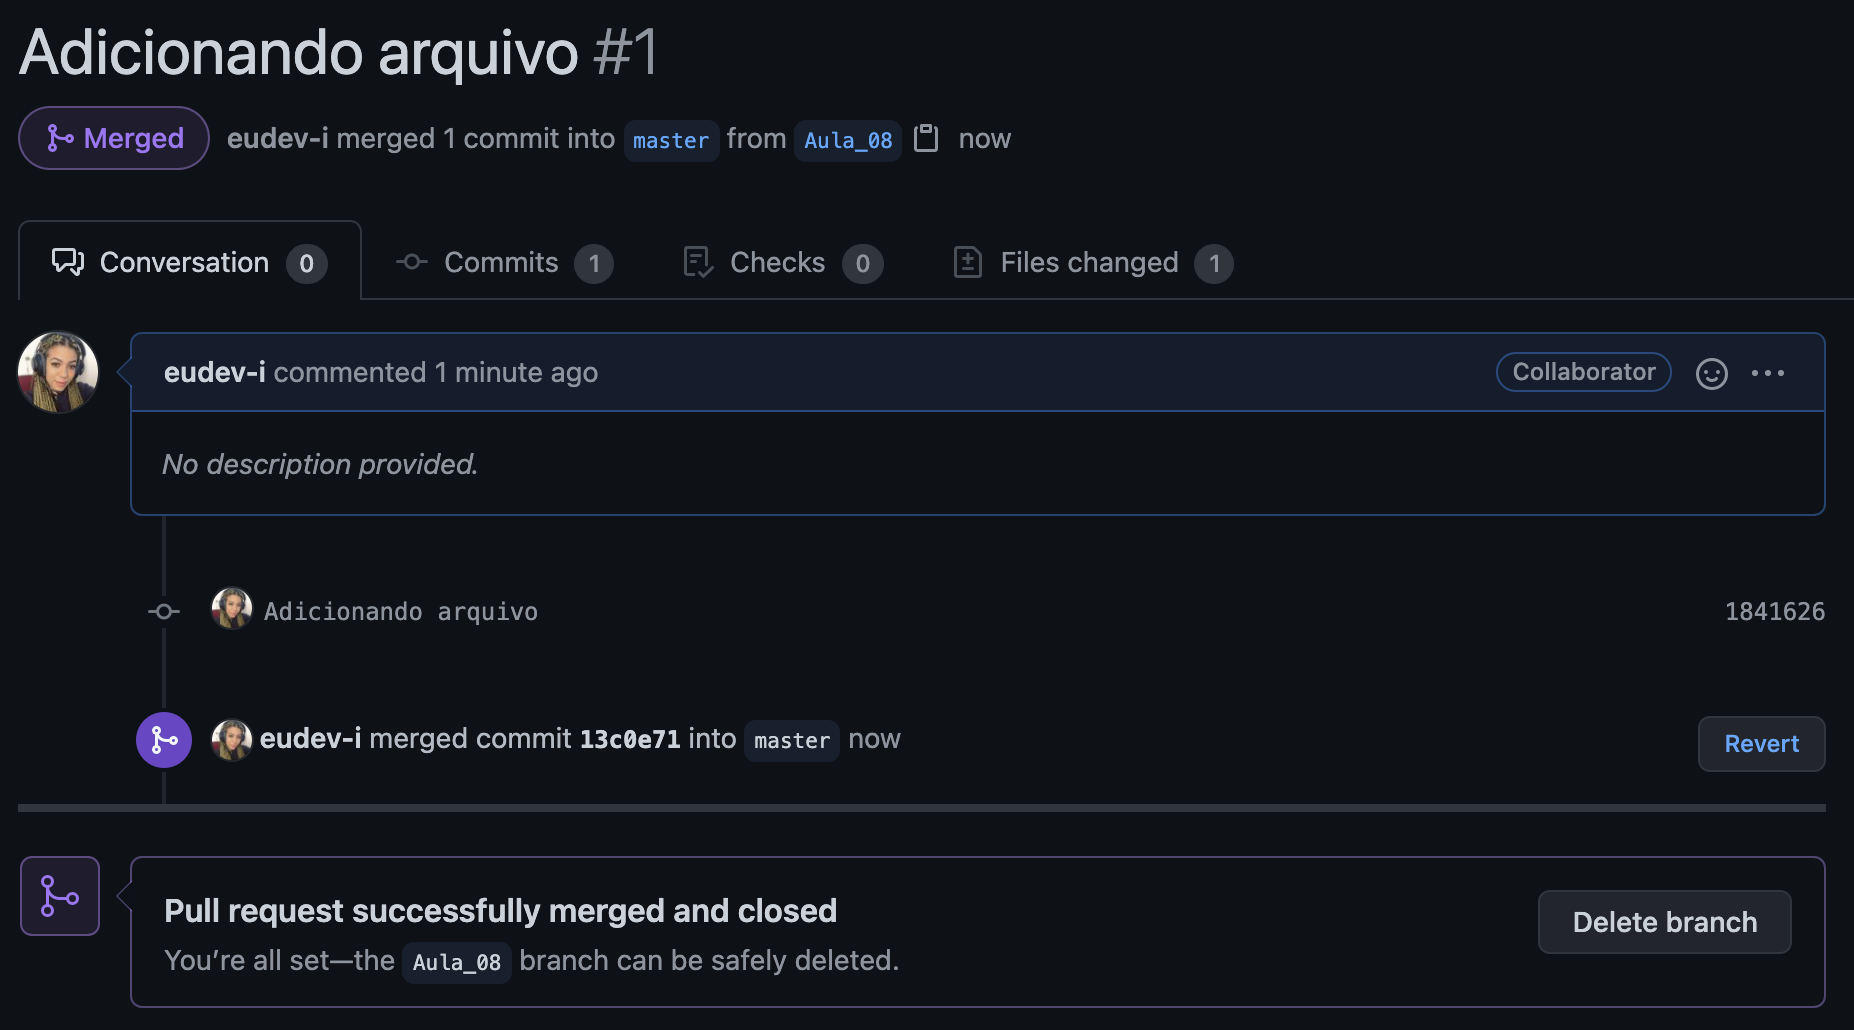 Adicionando arquivo #1
Merged eudev-i merged 1 commit into master from Aula_08 now
Conversation 0 Commits 1 Checks 0 Files changed 1
eudev-i commented 1 minute ago Collaborator
No description provided.
Adicionando arquivo 1841626
eudev-i merged commit 13c0e71 into master now Revert
Pull request successfully merged and closed
You’re all set—the Aula_08 branch can be safely deleted.
Delete branch